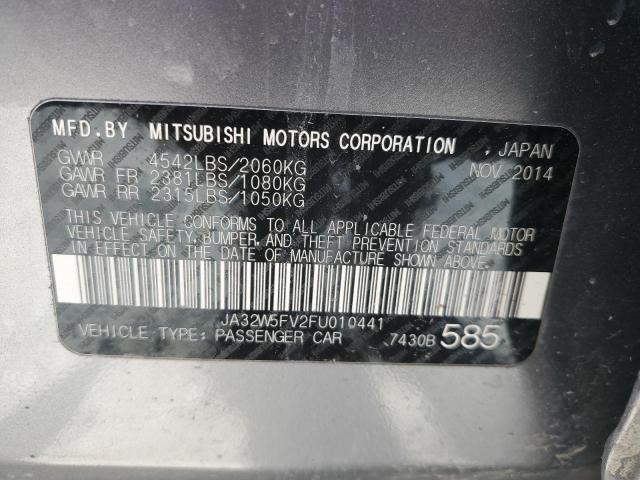 MFD.BY MITSUBISHI MOTORS CORPORATION . JAPAN
GVWR 4542LBS/2060KG NOV.2014
GAWR FR 2381LBS/1080KG
GAWR RR 2315LBS/1050KG
THIS VEHICLE CONFORMS TO ALL APPLICABLE FEDERAL MOTOR
VEHICLE SAFETY, BUMPER, AND THEFT PREVENTION STANDARDS
IN EFFECT ON THE DATE OF MANUFACTURE SHOWN ABOVE.
JA32W5FV2FU010441
VEHICLE TYPE: PASSENGER CAR 7430B 585